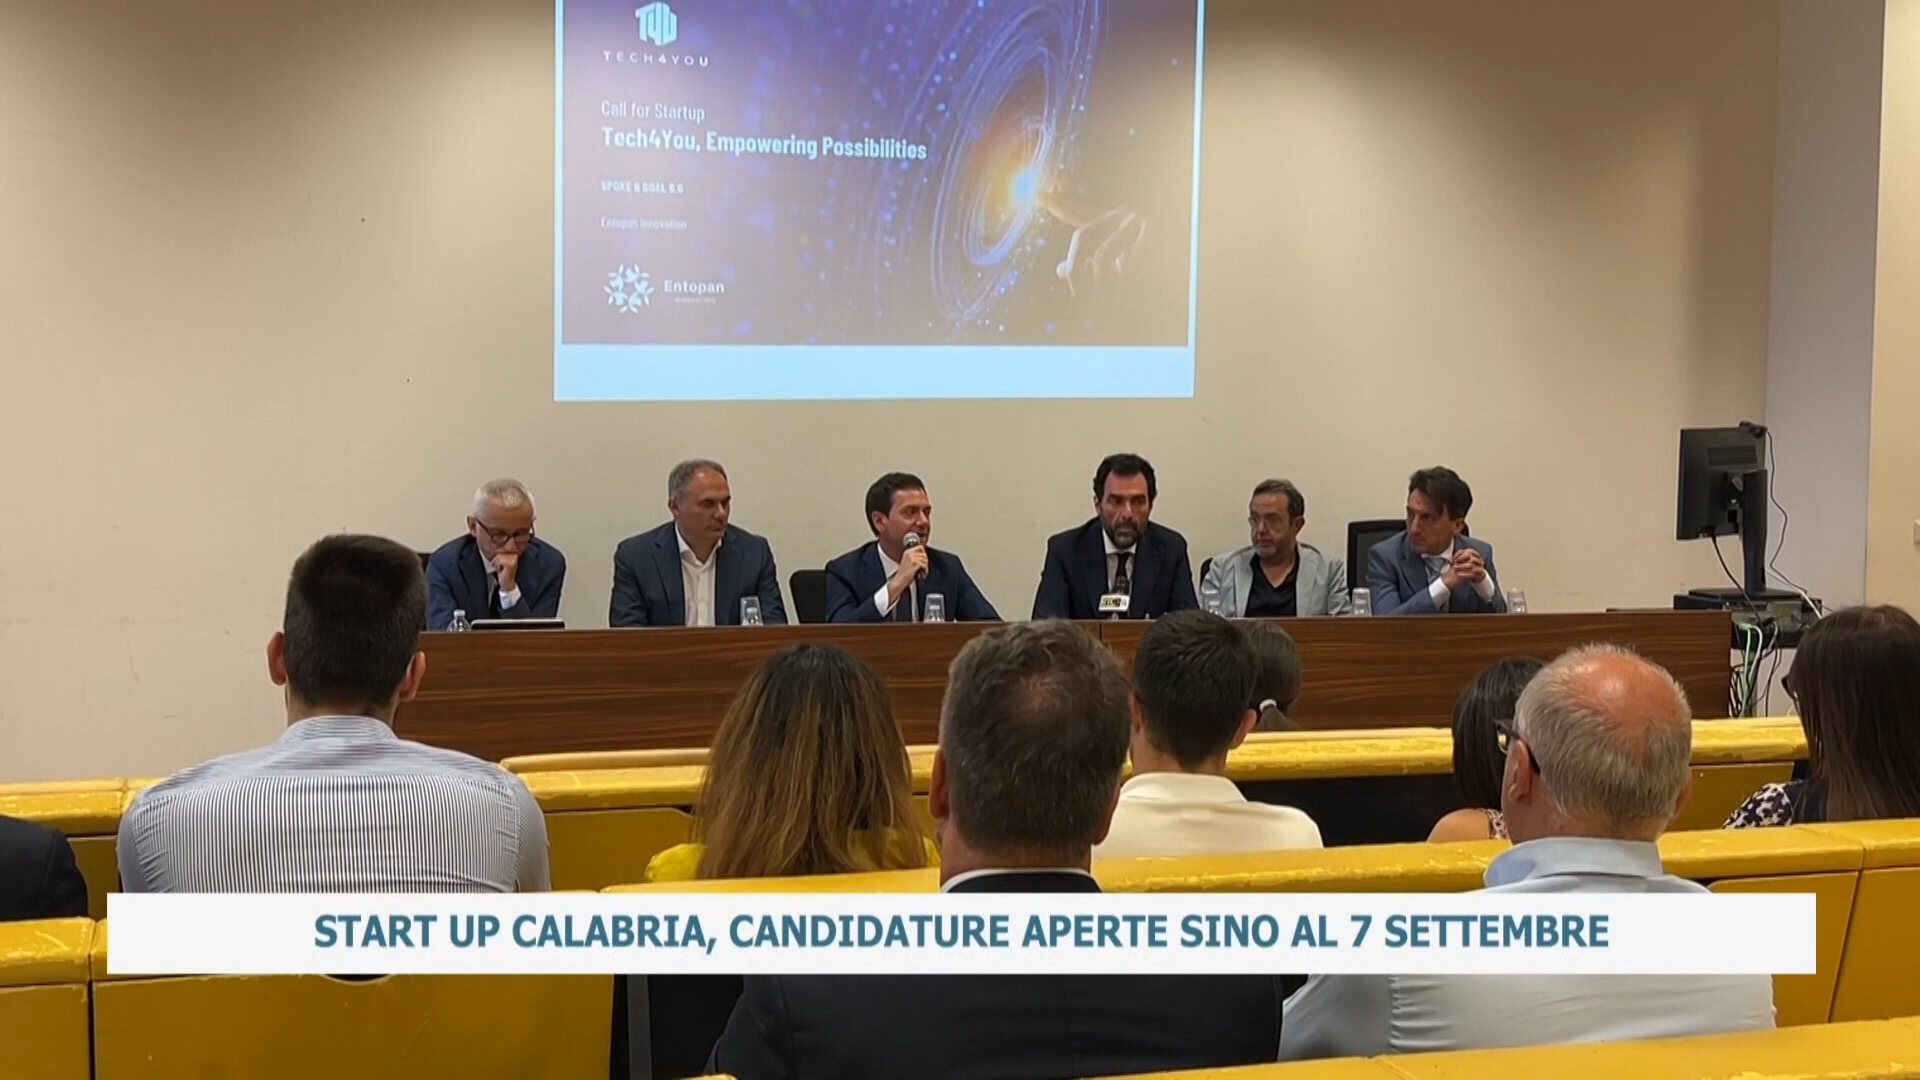 T4U
TECH4YOU
Call for Startup
Tech4You, Empowering Possibilities
SPOKE 6 GOAL 6.6
Entopan Innovation
Entopan
START UP CALABRIA, CANDIDATURE APERTE SINO AL 7 SETTEMBRE